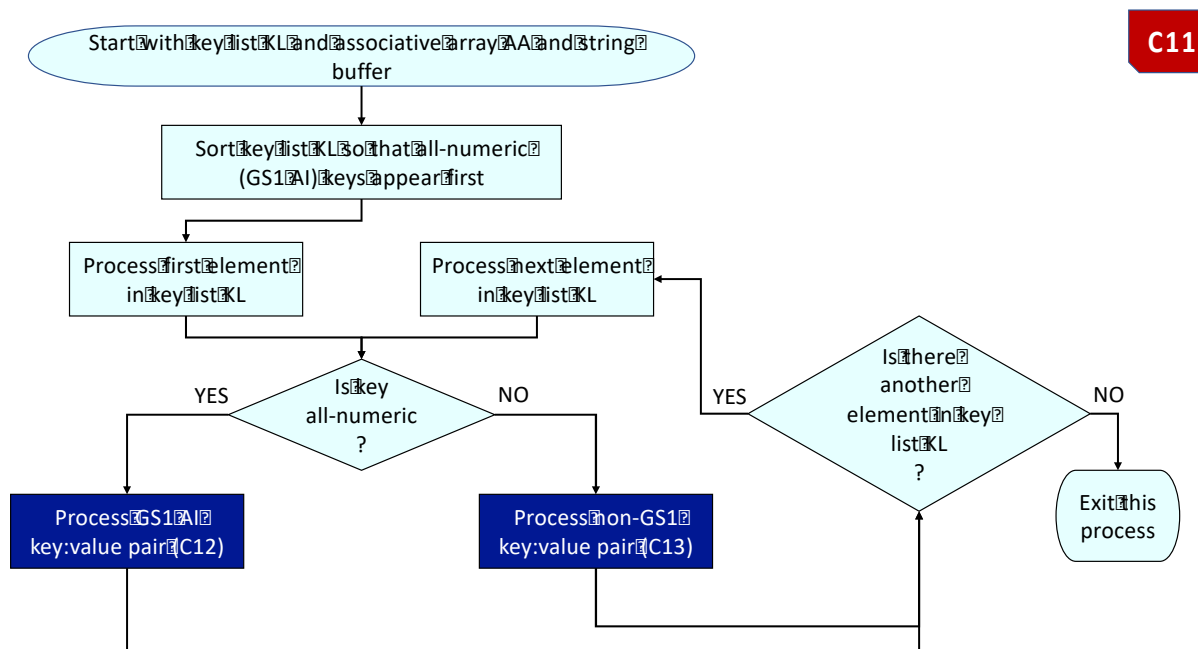 C11
Start with key list KL and associative array AA and string
buffer
Sort key list KL so that all-numeric
(GS1 AI) keys appear first
Process first element
in key list KL
Process next element
in key list KL
Is key
all-numeric
?
YES
NO
Is there
another
element in key
list KL
?
YES
NO
Process GS1 AI
key:value pair (C12)
Process non-GS1
key:value pair (C13)
Exit this
process